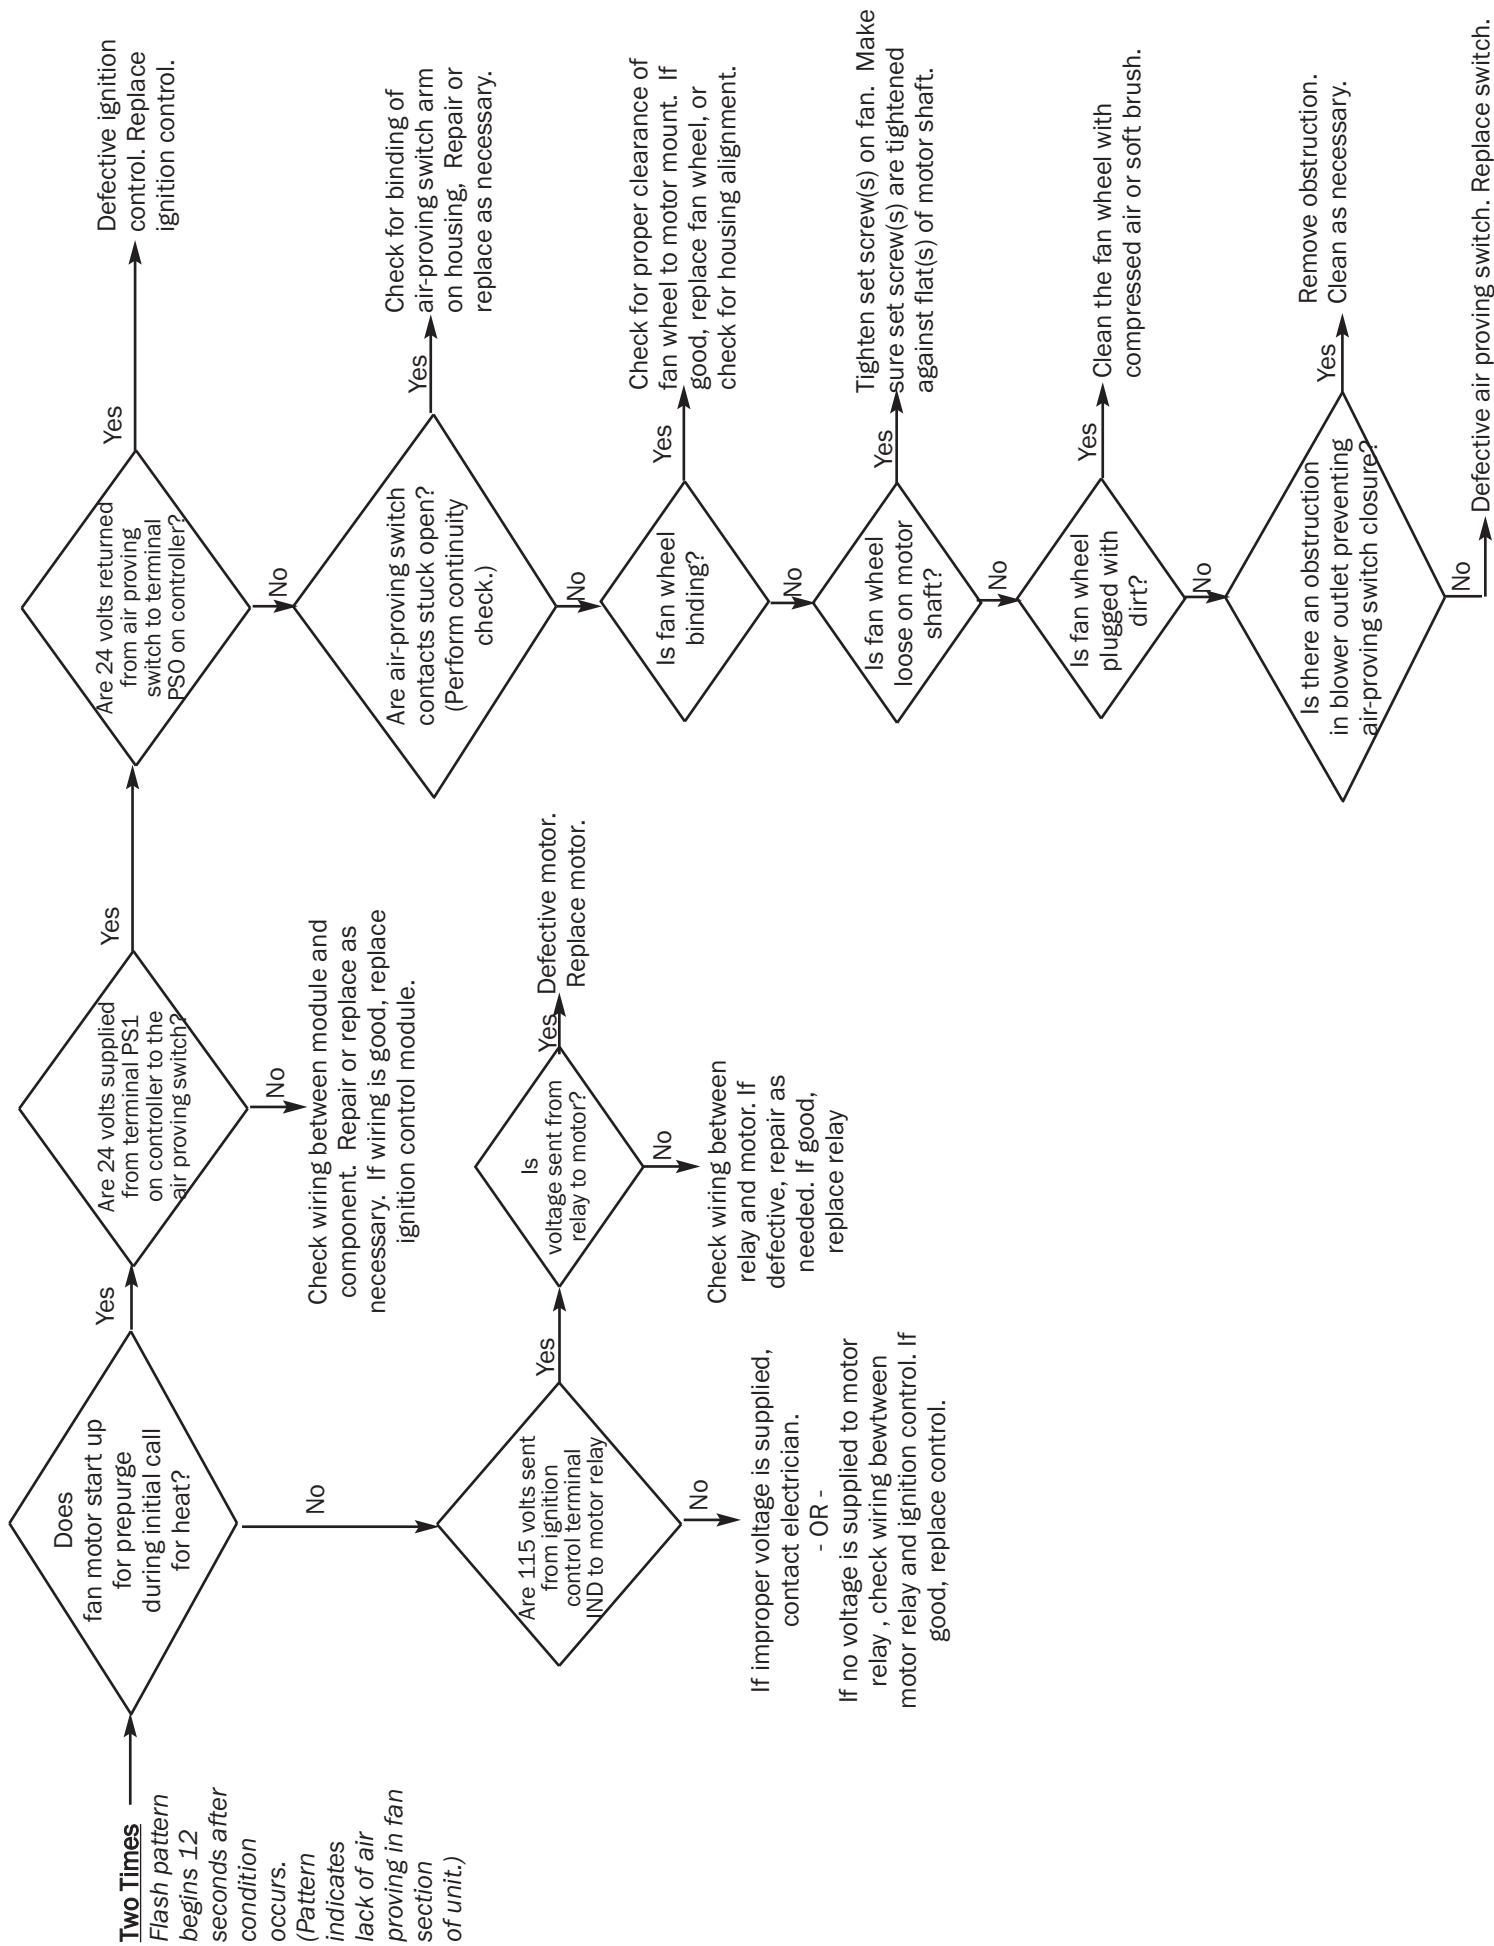 Two Times
Flash pattern
begins 12
seconds after
condition
occurs.
(Pattern
indicates
lack of air
proving in fan
section
of unit.)
Does
fan motor start up
for prepurge
during initial call
for heat?
Yes
No
Are 24 volts supplied
from terminal PS1
on controller to the
air proving switch?
Yes
No
Check wiring between module and
component. Repair or replace as
necessary. If wiring is good, replace
ignition control module.
Are 24 volts returned
from air proving
switch to terminal
PSO on controller?
Yes
Defective ignition
control. Replace
ignition control.
No
Are air-proving switch
contacts stuck open?
(Perform continuity
check.)
Yes
Check for binding of
air-proving switch arm
on housing, Repair or
replace as necessary.
No
Is fan wheel
binding?
Yes
Check for proper clearance of
fan wheel to motor mount. If
good, replace fan wheel, or
check for housing alignment.
No
Is fan wheel
loose on motor
shaft?
Yes
Tighten set screw(s) on fan. Make
sure set screw(s) are tightened
against flat(s) of motor shaft.
No
Is fan wheel
plugged with
dirt?
Yes
Clean the fan wheel with
compressed air or soft brush.
No
Is there an obstruction
in blower outlet preventing
air-proving switch closure?
Yes
Remove obstruction.
Clean as necessary.
No
Defective air proving switch. Replace switch.
Are 115 volts sent
from ignition
control terminal
IND to motor relay
Yes
No
If improper voltage is supplied,
contact electrician.
- OR -
If no voltage is supplied to motor
relay , check wiring bewtween
motor relay and ignition control. If
good, replace control.
Is
voltage sent from
relay to motor?
Yes
Defective motor.
Replace motor.
No
Check wiring between
relay and motor. If
defective, repair as
needed. If good,
replace relay